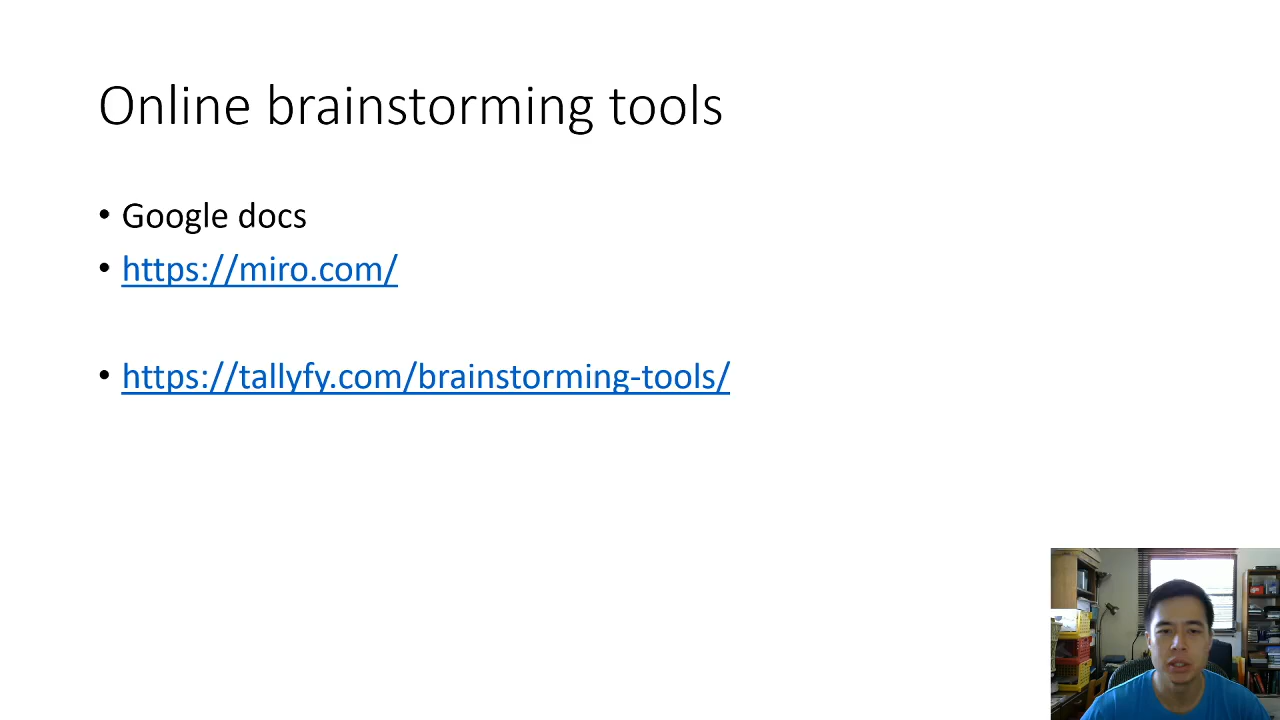 Online brainstorming tools
• Google docs
• https://miro.com/
• https://tallyfy.com/brainstorming-tools/